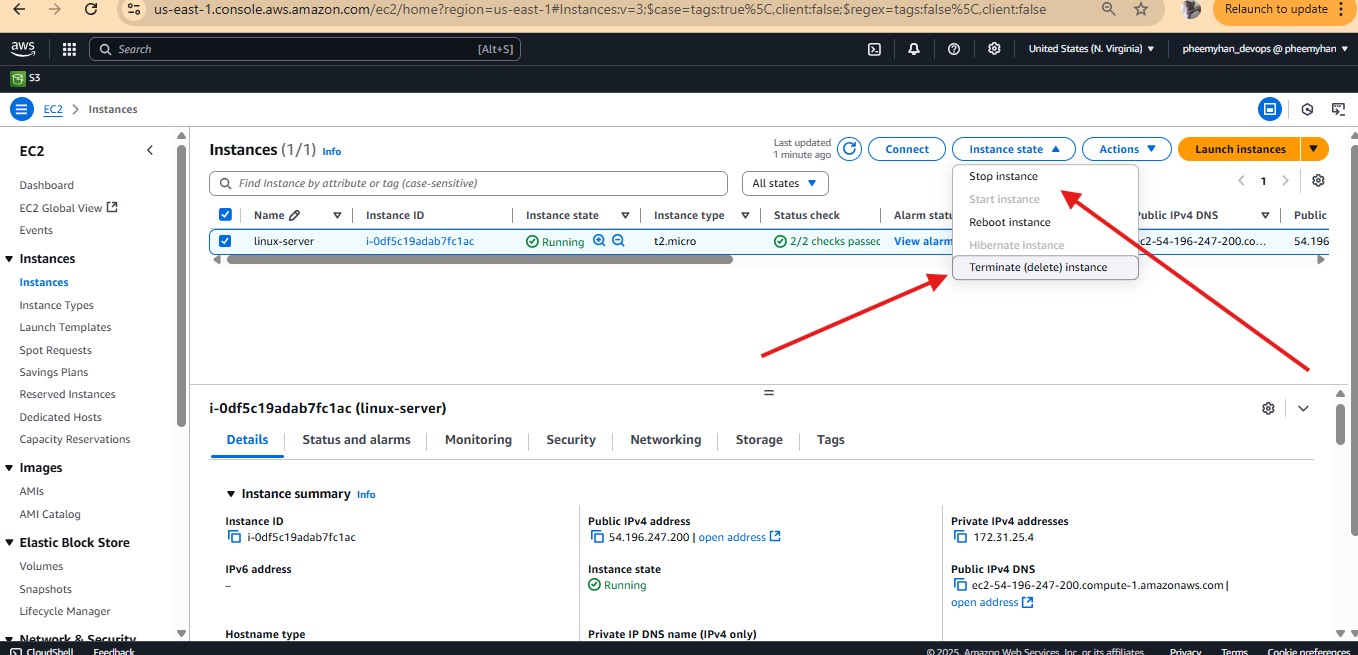 us-east-1.console.aws.amazon.com/ec2/home?region=us-east-1#Instances:v=3;$case=tags:true%5C,client:false;$regex=tags:false%5C,client:false
Relaunch to update
aws
Search
[Alt+S]
United States (N. Virginia)
pheemyhan_devops @ pheemyhan
S3
EC2
Instances
EC2
Dashboard
EC2 Global View
Events
Instances
Instances
Instance Types
Launch Templates
Spot Requests
Savings Plans
Reserved Instances
Dedicated Hosts
Capacity Reservations
Images
AMIs
AMI Catalog
Elastic Block Store
Volumes
Snapshots
Lifecycle Manager
Network & Security
Instances (1/1) Info
Last updated
1 minute ago
Connect
Instance state
Actions
Launch instances
Find Instance by attribute or tag (case-sensitive)
All states
Stop instance
Start instance
Reboot instance
Hibernate instance
Terminate (delete) instance
1
Name
Instance ID
Instance state
Instance type
Status check
Alarm statu
Public IPv4 DNS
Public
linux-server
i-0df5c19adab7fc1ac
Running
t2.micro
2/2 checks passed
View alarm
ec2-54-196-247-200.co...
54.196
i-0df5c19adab7fc1ac (linux-server)
Details
Status and alarms
Monitoring
Security
Networking
Storage
Tags
Instance summary Info
Instance ID
i-0df5c19adab7fc1ac
Public IPv4 address
54.196.247.200 | open address
Private IPv4 addresses
172.31.25.4
IPv6 address
–
Instance state
Running
Public IPv4 DNS
ec2-54-196-247-200.compute-1.amazonaws.com |
open address
Hostname type
Private IP DNS name (IPv4 only)
CloudShell
Feedback
© 2025, Amazon Web Services, Inc. or its affiliates.
Privacy
Terms
Cookie preferences